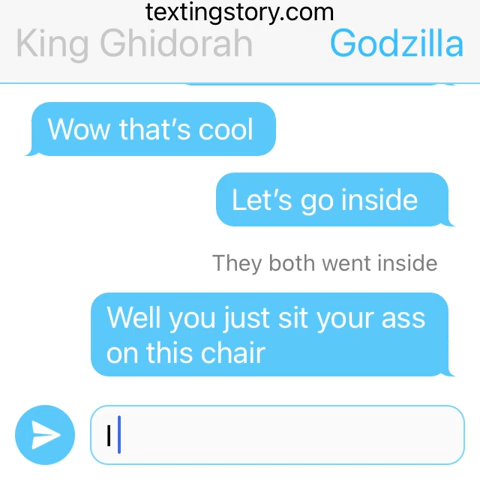 textingstory.com
King Ghidorah
Godzilla
Wow that’s cool
Let’s go inside
They both went inside
Well you just sit your ass
on this chair
I